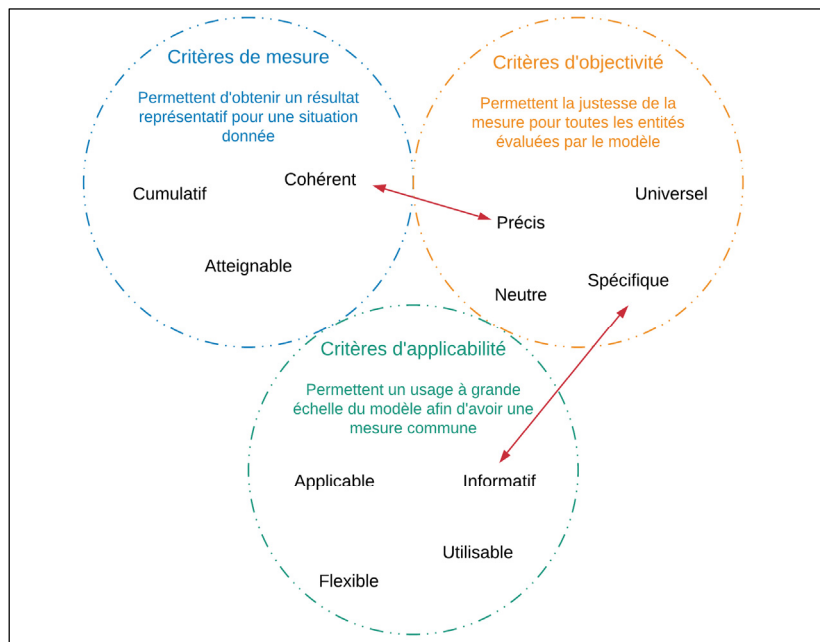 Critères de mesure
Permettent d'obtenir un résultat
représentatif pour une situation
donnée
Cumulatif
Cohérent
Atteignable
Critères d'objectivité
Permettent la justesse de la
mesure pour toutes les entités
évaluées par le modèle
Universel
Précis
Spécifique
Neutre
Critères d'applicabilité
Permettent un usage à grande
échelle du modèle afin d'avoir une
mesure commune
Applicable
Informatif
Utilisable
Flexible